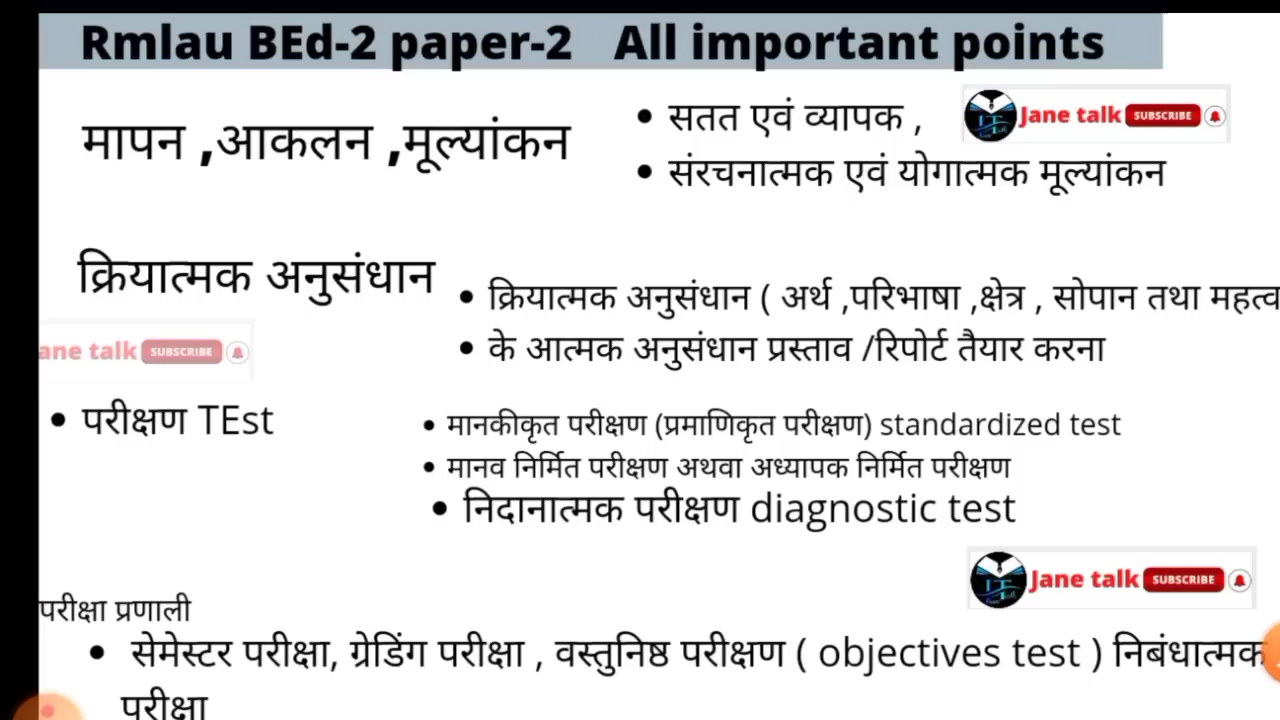 Rmlau BEd-2 paper-2 All important points
मापन ,आकलन ,मूल्यांकन
• सतत एवं व्यापक ,
Jane talk SUBSCRIBE
• संरचनात्मक एवं योगात्मक मूल्यांकन
क्रियात्मक अनुसंधान
• क्रियात्मक अनुसंधान ( अर्थ ,परिभाषा ,क्षेत्र , सोपान तथा महत्व
ane talk SUBSCRIBE
• के आत्मक अनुसंधान प्रस्ताव /रिपोर्ट तैयार करना
• परीक्षण TEst
• मानकीकृत परीक्षण (प्रमाणिकृत परीक्षण) standardized test
• मानव निर्मित परीक्षण अथवा अध्यापक निर्मित परीक्षण
• निदानात्मक परीक्षण diagnostic test
Jane talk SUBSCRIBE
परीक्षा प्रणाली
• सेमेस्टर परीक्षा, ग्रेडिंग परीक्षा , वस्तुनिष्ठ परीक्षण ( objectives test ) निबंधात्मक
परीक्षा